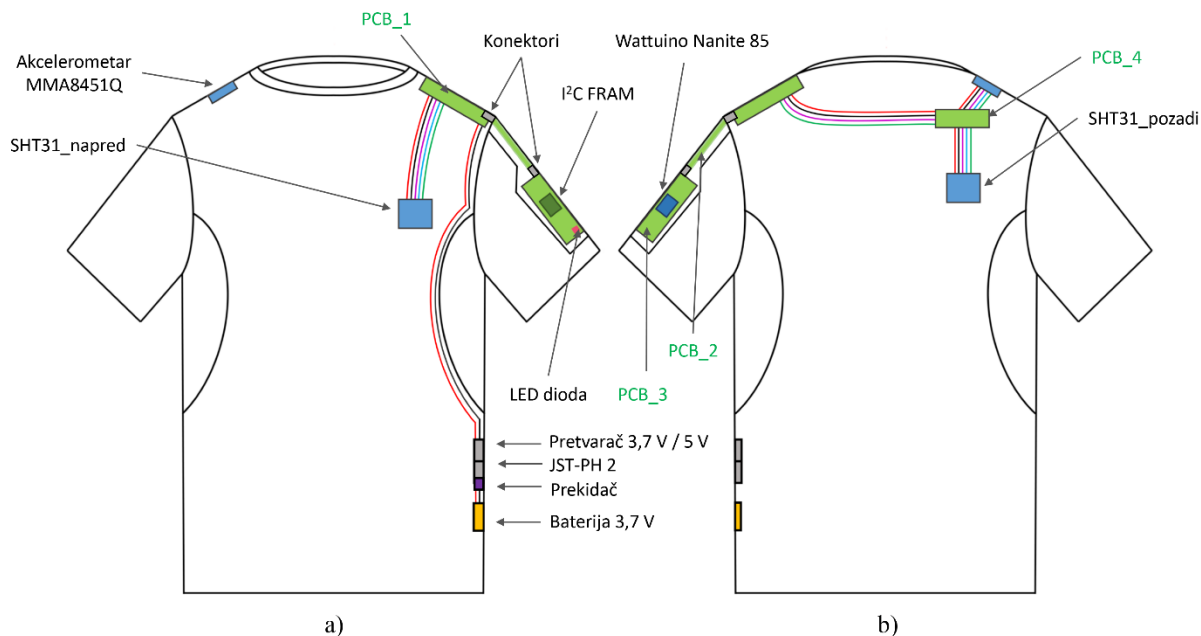 PCB_1
Konektori
Wattuino Nanite 85
PCB_4
Akcelerometar
MMA8451Q
I²C FRAM
SHT31_napred
SHT31_pozadi
PCB_2
LED dioda
PCB_3
Pretvarač 3,7 V / 5 V
JST-PH 2
Prekidač
Baterija 3,7 V
a)
b)